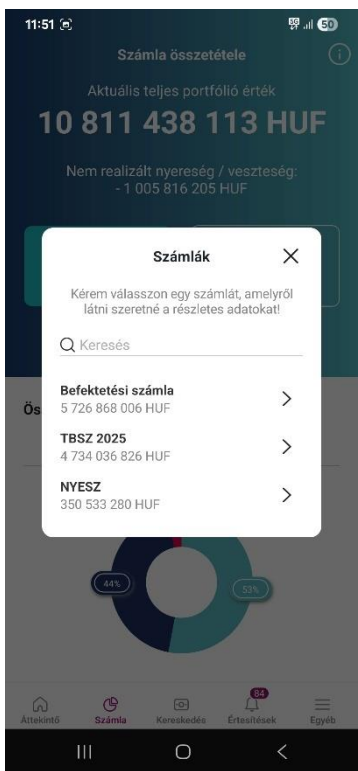 11:51
5G
50
Számla összetétele
Aktuális teljes portfólió érték
10 811 438 113 HUF
Nem realizált nyereség / veszteség:
- 1 005 816 205 HUF
Számlák
Kérem válasszon egy számlát, amelyről
látni szeretné a részletes adatokat!
Keresés
Befektetési számla
5 726 868 006 HUF
Ös
TBSZ 2025
4 734 036 826 HUF
NYESZ
350 533 280 HUF
44%
53%
84
Áttekintő Számla Kereskedés Értesítések Egyéb